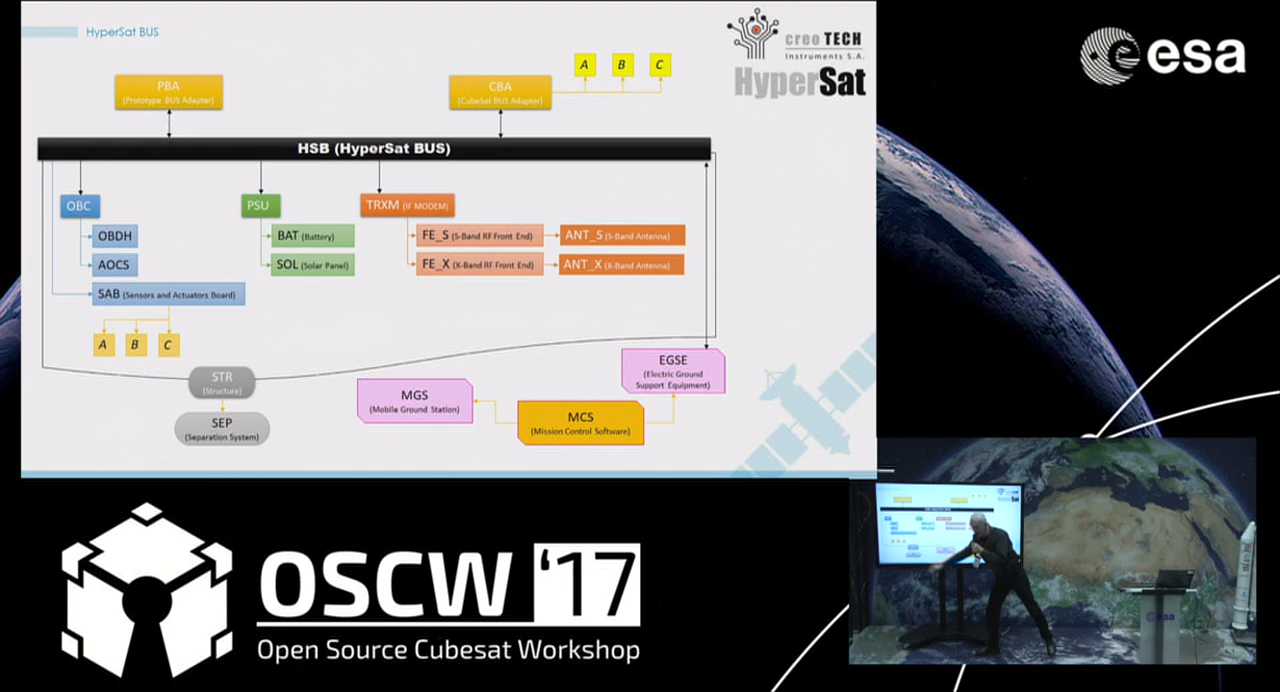 HyperSat BUS
creo TECH
Instruments S.A.
HyperSat
esa
A
B
C
PBA
(Prototype BUS Adapter)
CBA
(CubeSat BUS Adapter)
HSB (HyperSat BUS)
OBC
PSU
TRXM (IF MODEM)
OBDH
BAT (Battery)
FE_S (S-Band RF Front End)
ANT_S (S-Band Antenna)
AOCS
SOL (Solar Panel)
FE_X (X-Band RF Front End)
ANT_X (X-Band Antenna)
SAB (Sensors and Actuators Board)
A
B
C
STR
(Structure)
SEP
(Separation System)
MGS
(Mobile Ground Station)
MCS
(Mission Control Software)
EGSE
(Electric Ground
Support Equipment)
OSCW '17
Open Source Cubesat Workshop
HyperSat
esa